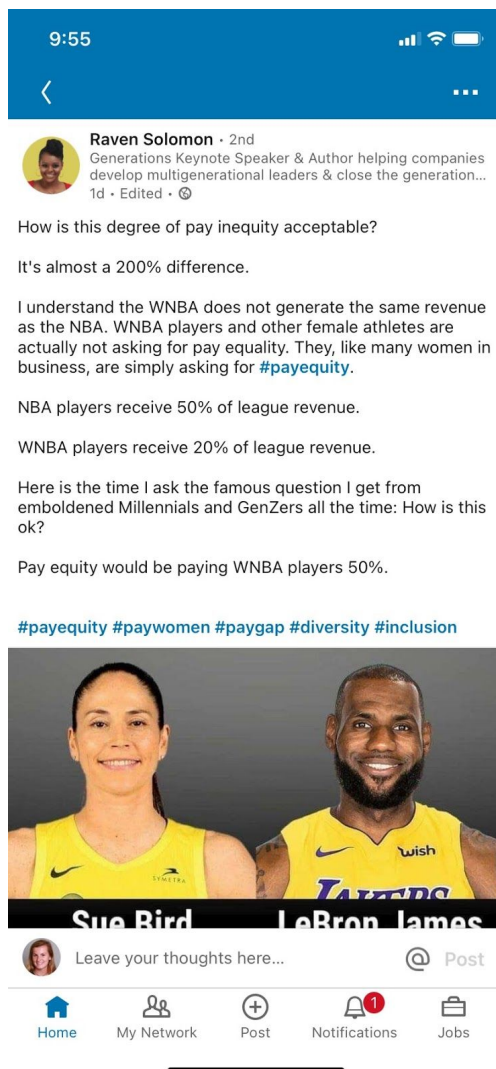 9:55
Raven Solomon · 2nd
Generations Keynote Speaker & Author helping companies
develop multigenerational leaders & close the generation...
1d · Edited ·
How is this degree of pay inequity acceptable?
It's almost a 200% difference.
I understand the WNBA does not generate the same revenue
as the NBA. WNBA players and other female athletes are
actually not asking for pay equality. They, like many women in
business, are simply asking for #payequity.
NBA players receive 50% of league revenue.
WNBA players receive 20% of league revenue.
Here is the time I ask the famous question I get from
emboldened Millennials and GenZers all the time: How is this
ok?
Pay equity would be paying WNBA players 50%.
#payequity #paywomen #paygap #diversity #inclusion
SYMETRA
wish
LAKERS
Sue Bird LeBron James
Leave your thoughts here... @ Post
1
Home My Network Post Notifications Jobs